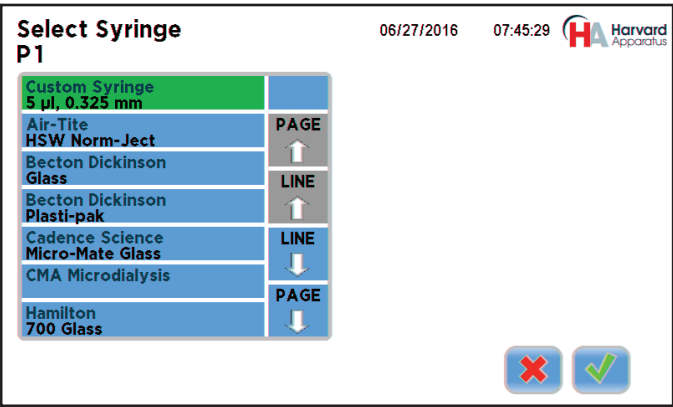 Select Syringe
P1
06/27/2016 07:45:29
Harvard
Apparatus
Custom Syringe
5 µl, 0.325 mm
Air-Tite
HSW Norm-Ject
Becton Dickinson
Glass
Becton Dickinson
Plasti-pak
Cadence Science
Micro-Mate Glass
CMA Microdialysis
Hamilton
700 Glass
PAGE
LINE
LINE
PAGE